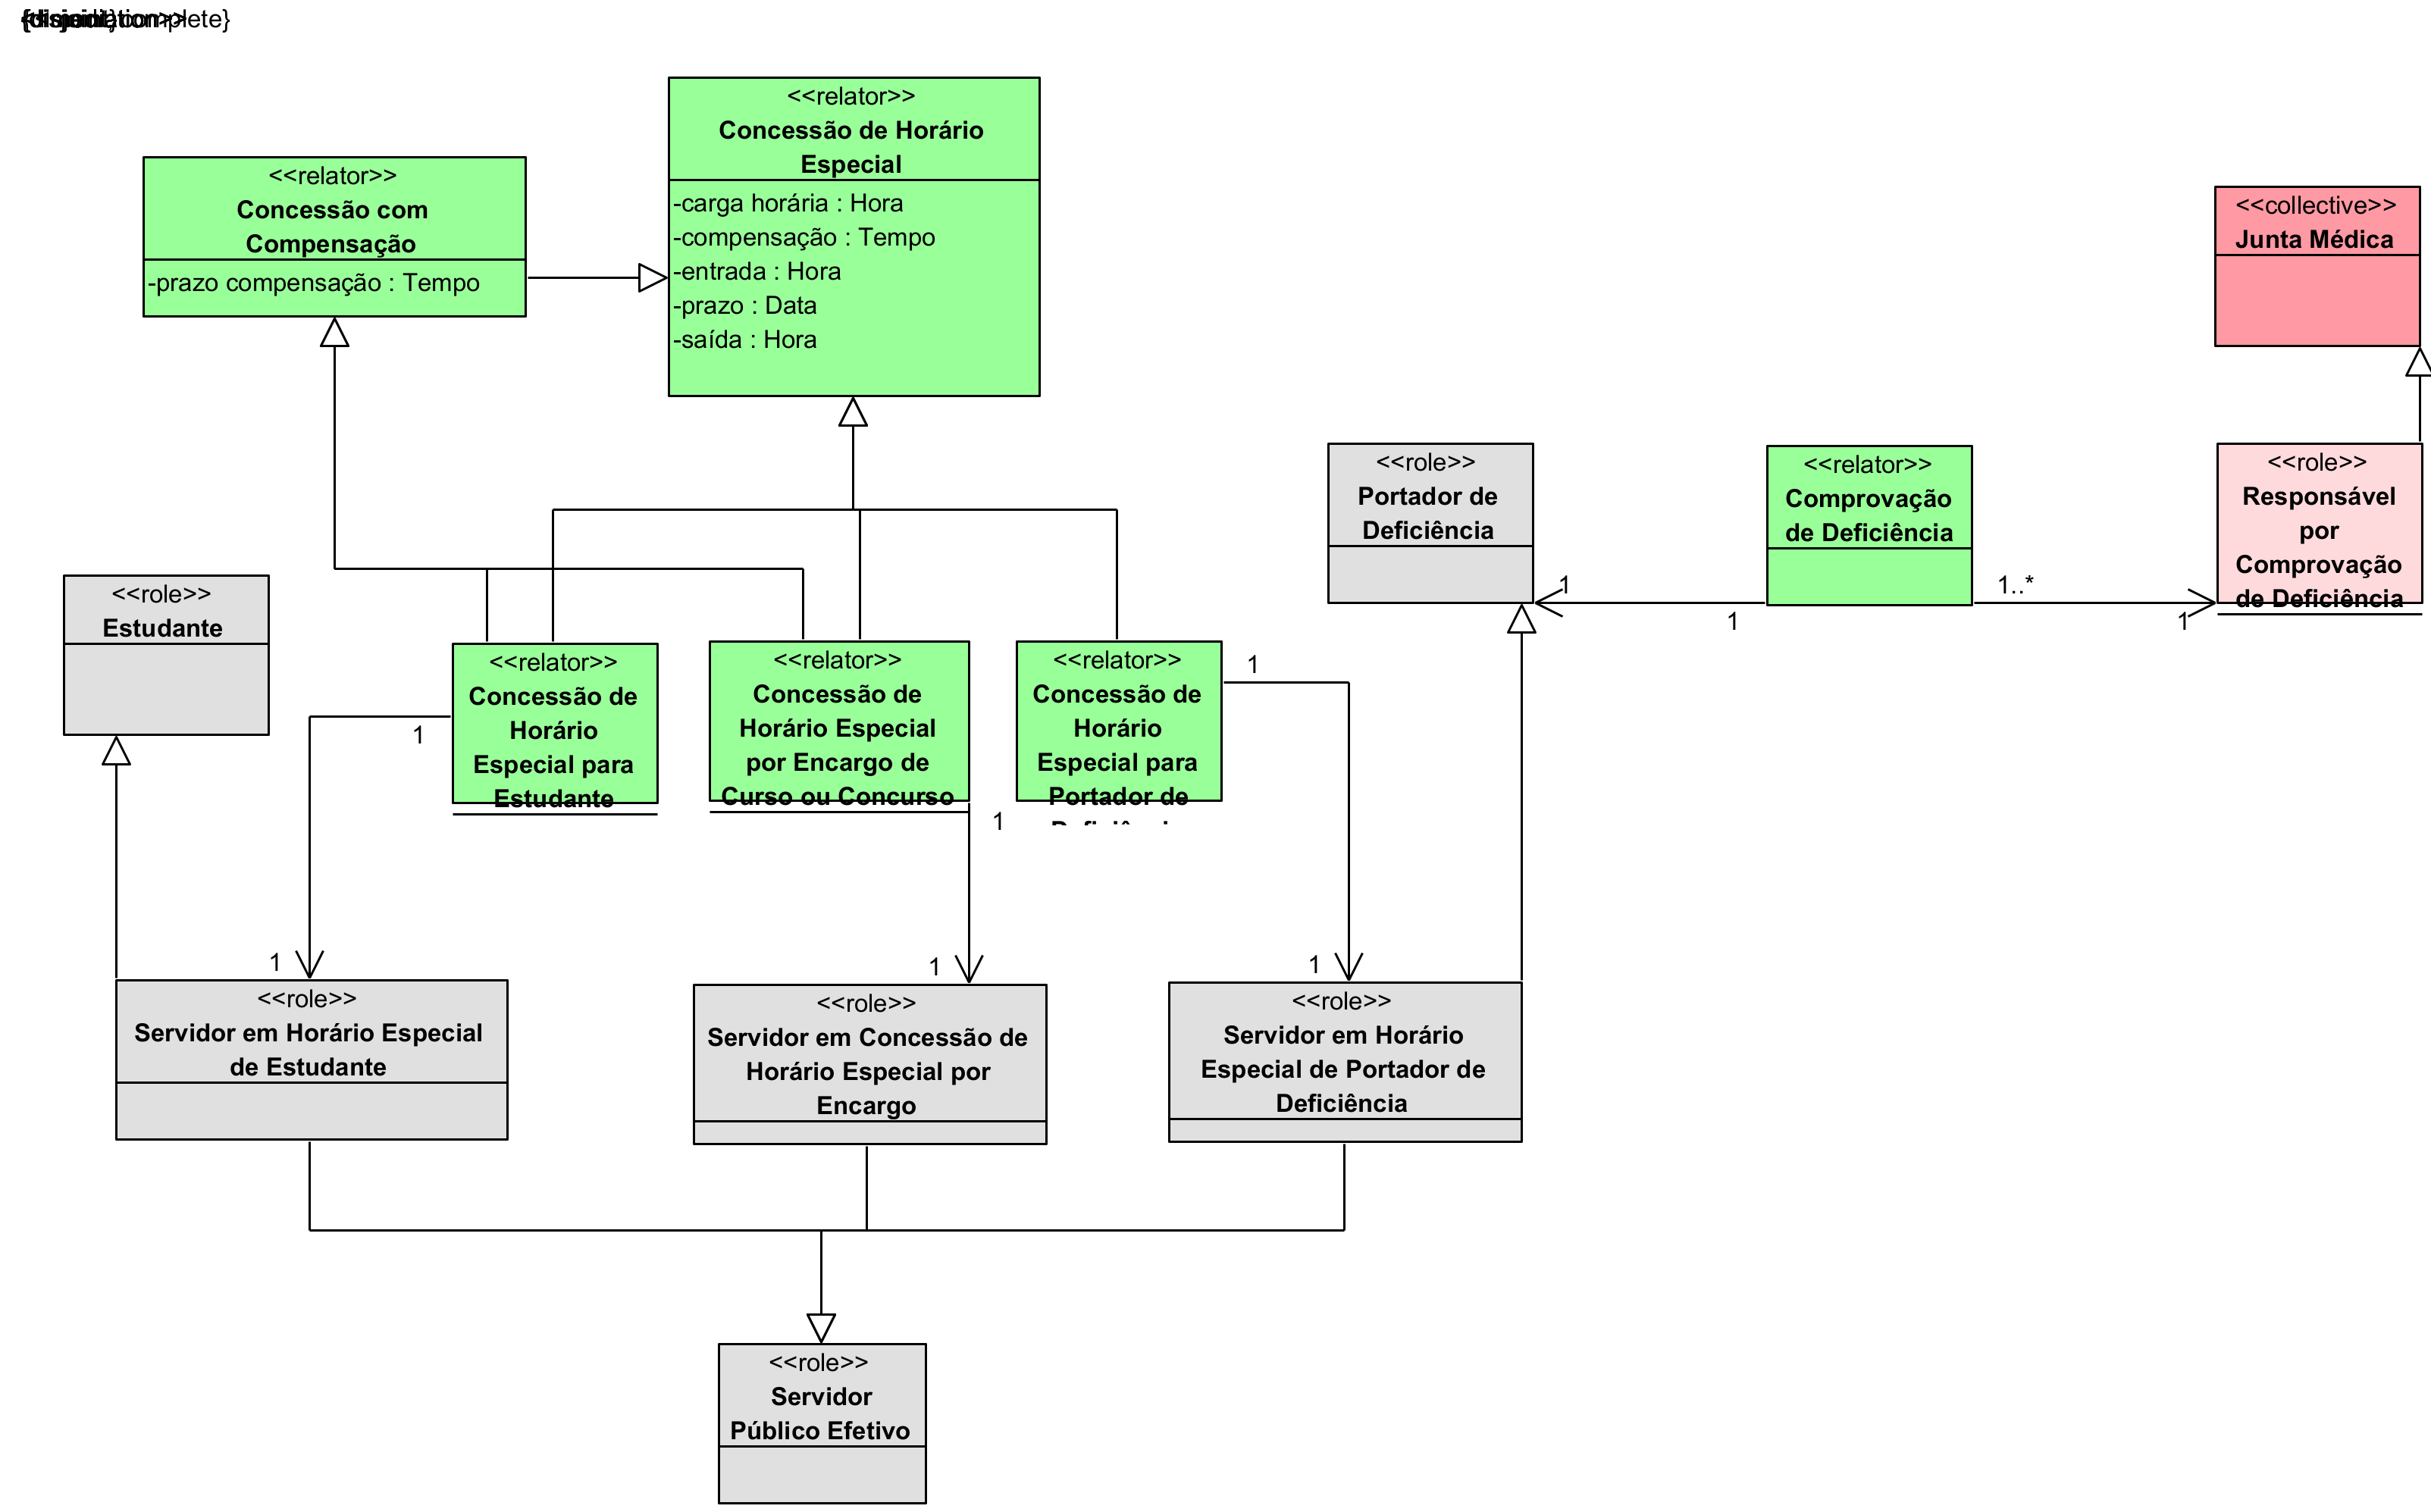 <<relator>>
Concessão de Horário
Especial
-carga horária : Hora
-compensação : Tempo
-entrada : Hora
-prazo : Data
-saída : Hora
<<relator>>
Concessão com
Compensação
-prazo compensação : Tempo
<<collective>>
Junta Médica
<<role>>
Portador de
Deficiência
<<relator>>
Comprovação
de Deficiência
<<role>>
Responsável
por
Comprovação
de Deficiência
1
1
1..*
1
<<role>>
Estudante
<<relator>>
Concessão de
Horário
Especial para
Estudante
<<relator>>
Concessão de
Horário Especial
por Encargo de
Curso ou Concurso
<<relator>>
Concessão de
Horário
Especial para
Portador de
1
1
1
1
1
1
<<role>>
Servidor em Horário Especial
de Estudante
<<role>>
Servidor em Concessão de
Horário Especial por
Encargo
<<role>>
Servidor em Horário
Especial de Portador de
Deficiência
<<role>>
Servidor
Público Efetivo